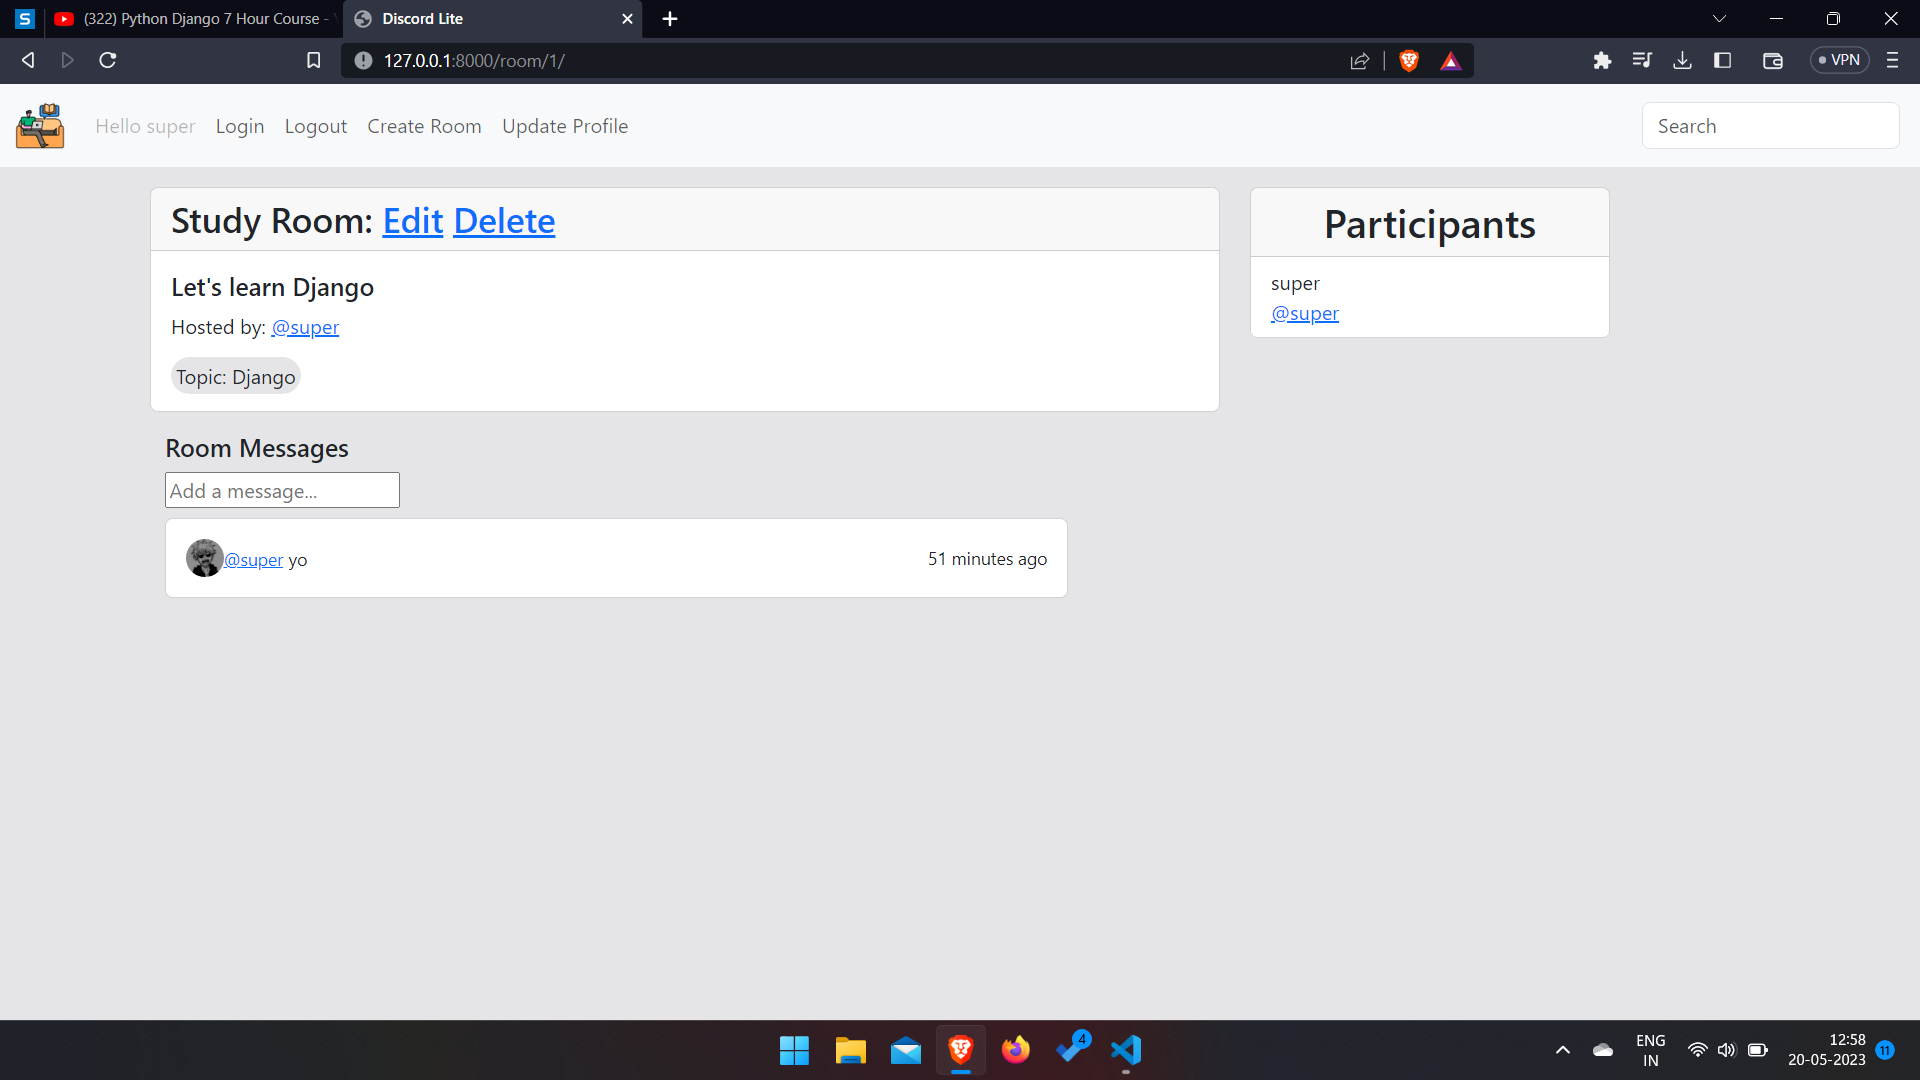 S (322) Python Django 7 Hour Course - Discord Lite
127.0.0.1:8000/room/1/ VPN
Hello super Login Logout Create Room Update Profile Search
Study Room: Edit Delete
Let's learn Django
Hosted by: @super
Topic: Django
Participants
super
@super
Room Messages
Add a message...
@super yo 51 minutes ago
4
ENG
IN
12:58
20-05-2023
11